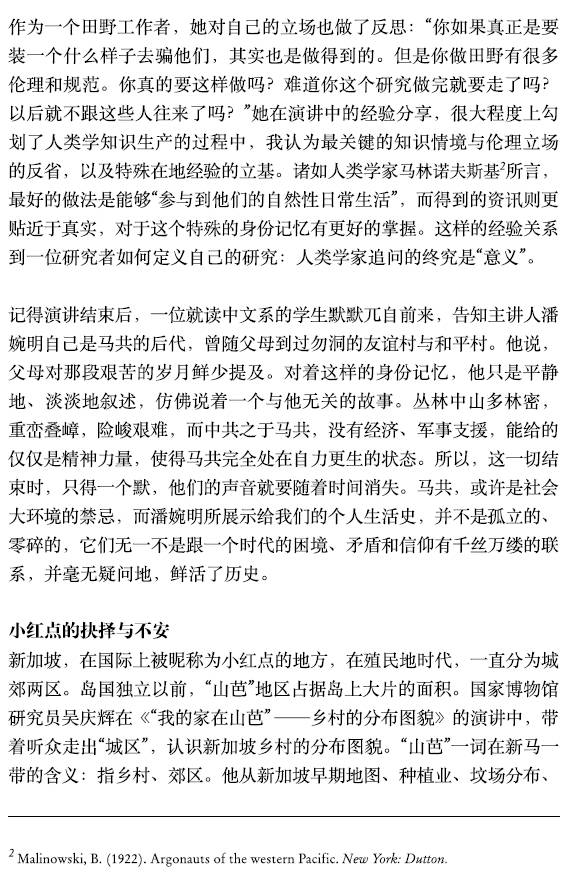 作为一个田野工作者，她对自己的立场也做了反思：“你如果真正是要
装一个什么样子去骗他们，其实也是做得到的。但是你做田野有很多
伦理和规范。你真的要这样做吗？难道你这个研究做完就要走了吗？
以后就不跟这些人往来了吗？”她在演讲中的经验分享，很大程度上勾
划了人类学知识生产的过程中，我认为最关键的知识情境与伦理立场
的反省，以及特殊在地经验的立基。诸如人类学家马林诺夫斯基2所言，
最好的做法是能够“参与到他们的自然性日常生活”，而得到的资讯则更
贴近于真实，对于这个特殊的身份记忆有更好的掌握。这样的经验关系
到一位研究者如何定义自己的研究：人类学家追问的终究是“意义”。
记得演讲结束后，一位就读中文系的学生默默兀自前来，告知主讲人潘
婉明自己是马共的后代，曾随父母到过勿洞的友谊村与和平村。他说，
父母对那段艰苦的岁月鲜少提及。对着这样的身份记忆，他只是平静
地、淡淡地叙述，仿佛说着一个与他无关的故事。丛林中山多林密，
重峦叠嶂，险峻艰难，而中共之于马共，没有经济、军事支援，能给的
仅仅是精神力量，使得马共完全处在自力更生的状态。所以，这一切结
束时，只得一个默，他们的声音就要随着时间消失。马共，或许是社会
大环境的禁忌，而潘婉明所展示给我们的个人生活史，并不是孤立的、
零碎的，它们无一不是跟一个时代的困境、矛盾和信仰有千丝万缕的联
系，并毫无疑问地，鲜活了历史。
小红点的抉择与不安
新加坡，在国际上被昵称为小红点的地方，在殖民地时代，一直分为城
郊两区。岛国独立以前，“山芭”地区占据岛上大片的面积。国家博物馆
研究员吴庆辉在《“我的家在山芭”——乡村的分布图貌》的演讲中，带
着听众走出“城区”，认识新加坡乡村的分布图貌。“山芭”一词在新马一
带的含义：指乡村、郊区。他从新加坡早期地图、种植业、坟场分布、
2 Malinowski, B. (1922). Argonauts of the western Pacific. New York: Dutton.